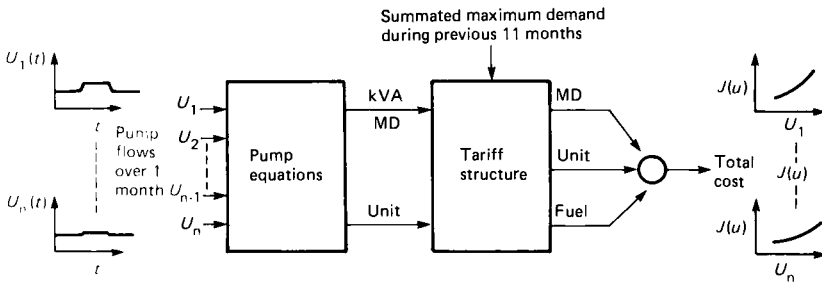 Summated maximum demand
during previous 11 months
U₁(t)
t
Pump
flows
over 1
month
Uₙ(t)
t
U₁
U₂
Uₙ₋₁
Uₙ
Pump
equations
kVA
MD
Unit
Tariff
structure
MD
Unit
Fuel
Total
cost
J(u)
U₁
J(u)
J(u)
Uₙ